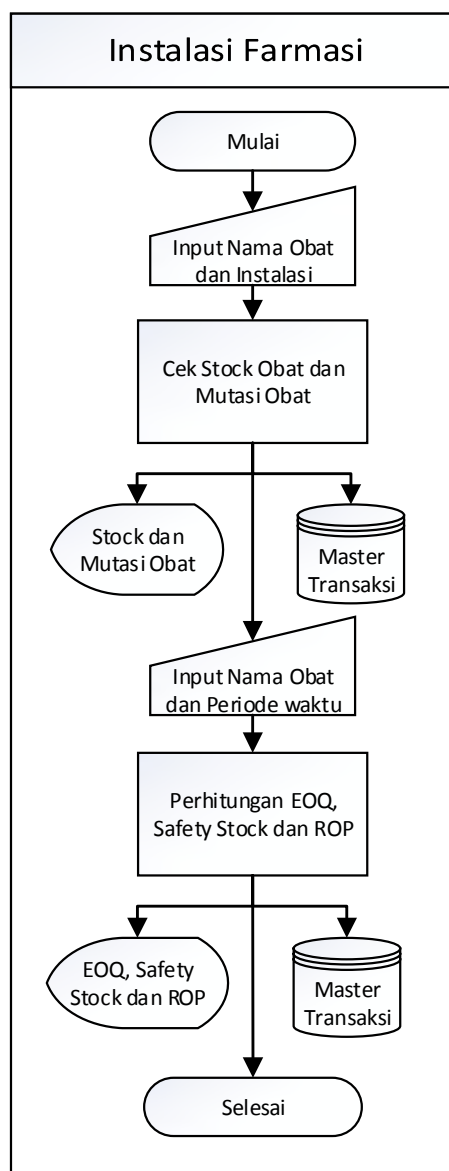 Instalasi Farmasi
Mulai
Input Nama Obat
dan Instalasi
Cek Stock Obat dan
Mutasi Obat
Stock dan
Mutasi Obat
Master
Transaksi
Input Nama Obat
dan Periode waktu
Perhitungan EOQ,
Safety Stock dan ROP
EOQ, Safety
Stock dan ROP
Master
Transaksi
Selesai